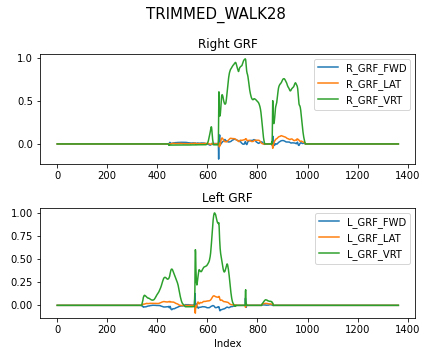 TRIMMED_WALK28
Right GRF
1.0
0.5
0.0
R_GRF_FWD
R_GRF_LAT
R_GRF_VRT
0 200 400 600 800 1000 1200 1400
Left GRF
1.00
0.75
0.50
0.25
0.00
L_GRF_FWD
L_GRF_LAT
L_GRF_VRT
0 200 400 600 800 1000 1200 1400
Index